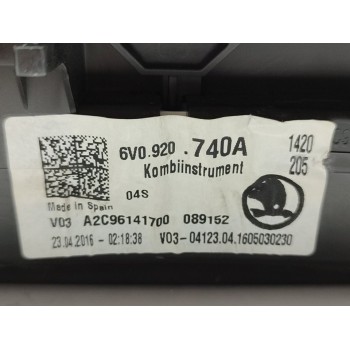 6V0.920 .740A 1420
Kombiinstrument 205
04S
Made in Spain
V03 A2C96141700 089152
23.04.2016 - 02:18:38 V03-04123.04.1605030230